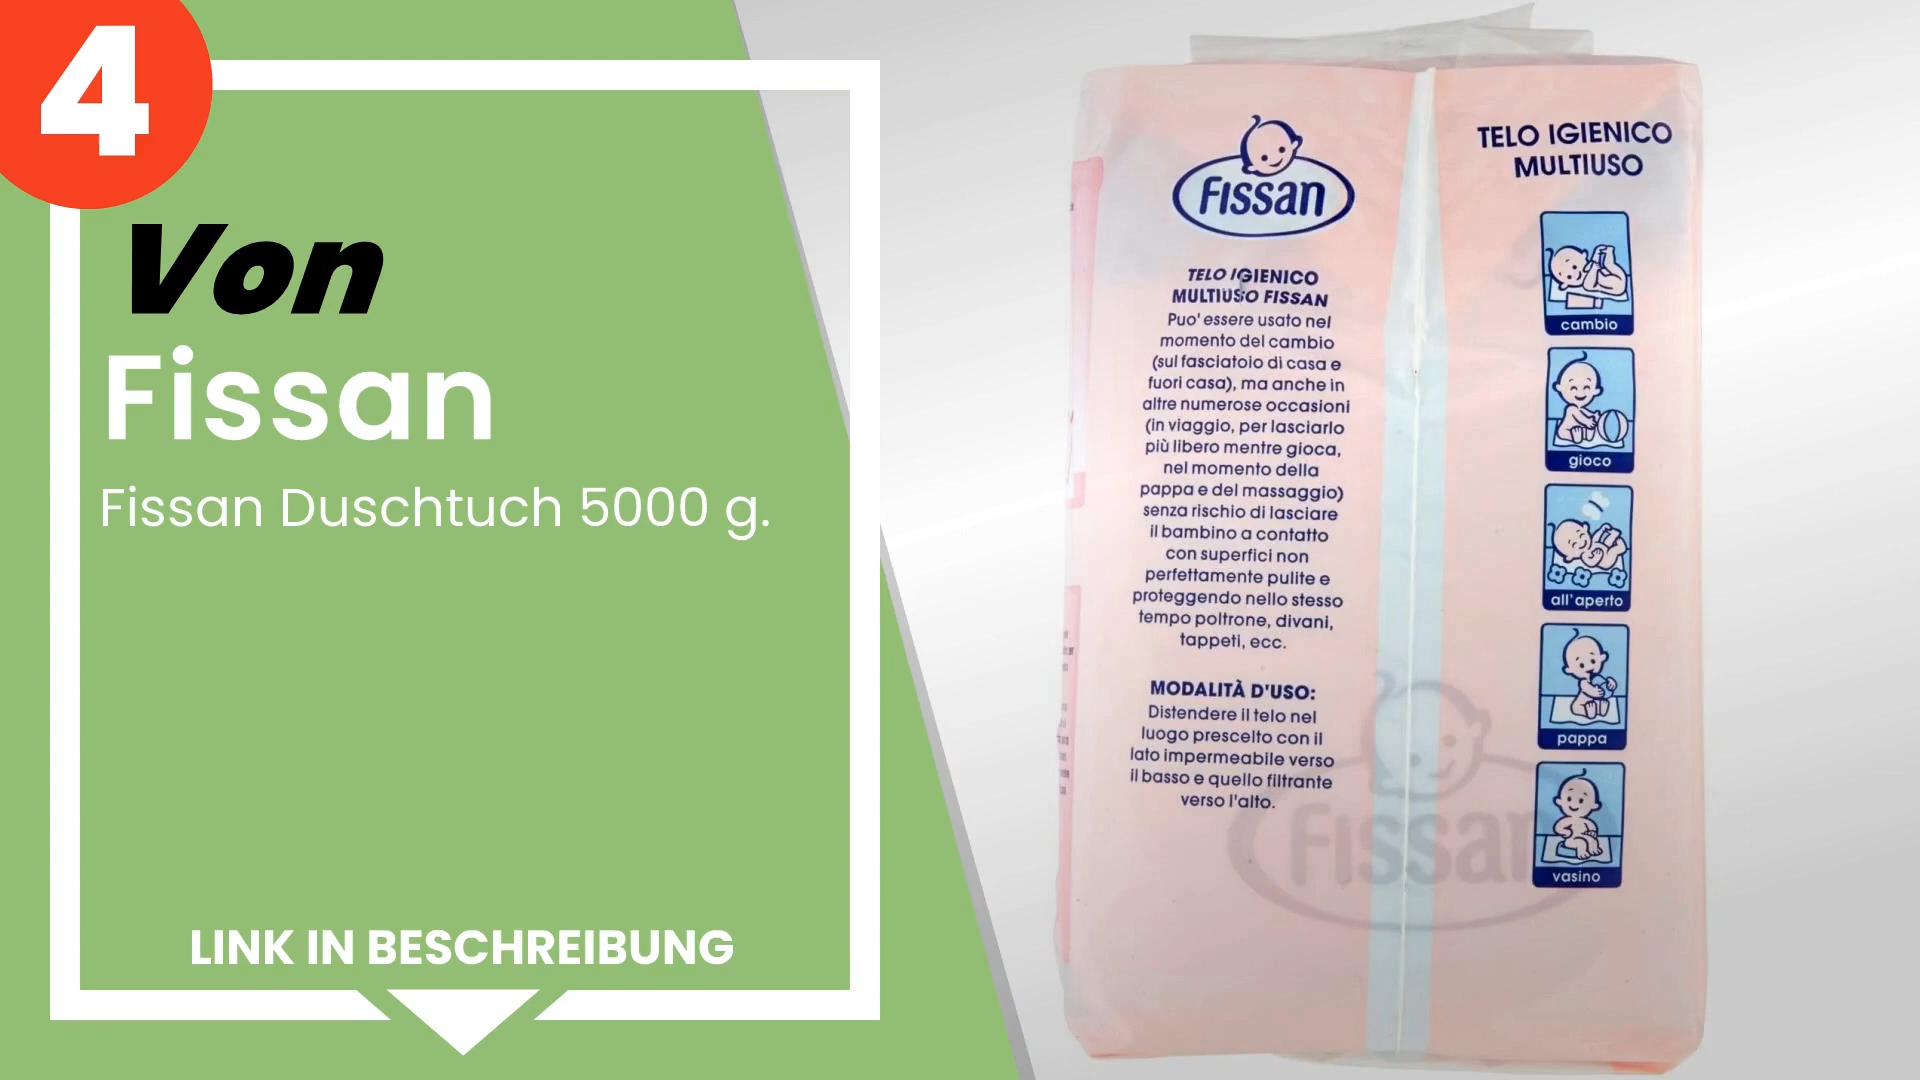 4
Von
Fissan
Fissan Duschtuch 5000 g.
LINK IN BESCHREIBUNG
Fissan
TELO IGIENICO
MULTIUSO FISSAN
Puo' essere usato nel
momento del cambio
(sul fasciatoio di casa e
fuori casa), ma anche in
altre numerose occasioni
(in viaggio, per lasciarlo
più libero mentre gioca,
nel momento della
pappa e del massaggio)
senza rischio di lasciare
il bambino a contatto
con superfici non
perfettamente pulite e
proteggendo nello stesso
tempo poltrone, divani,
tappeti, ecc.
MODALITÀ D'USO:
Distendere il telo nel
luogo prescelto con il
lato impermeabile verso
il basso e quello filtrante
verso l'alto.
Fissan
TELO IGIENICO
MULTIUSO
cambio
gioco
all'aperto
pappa
vasino